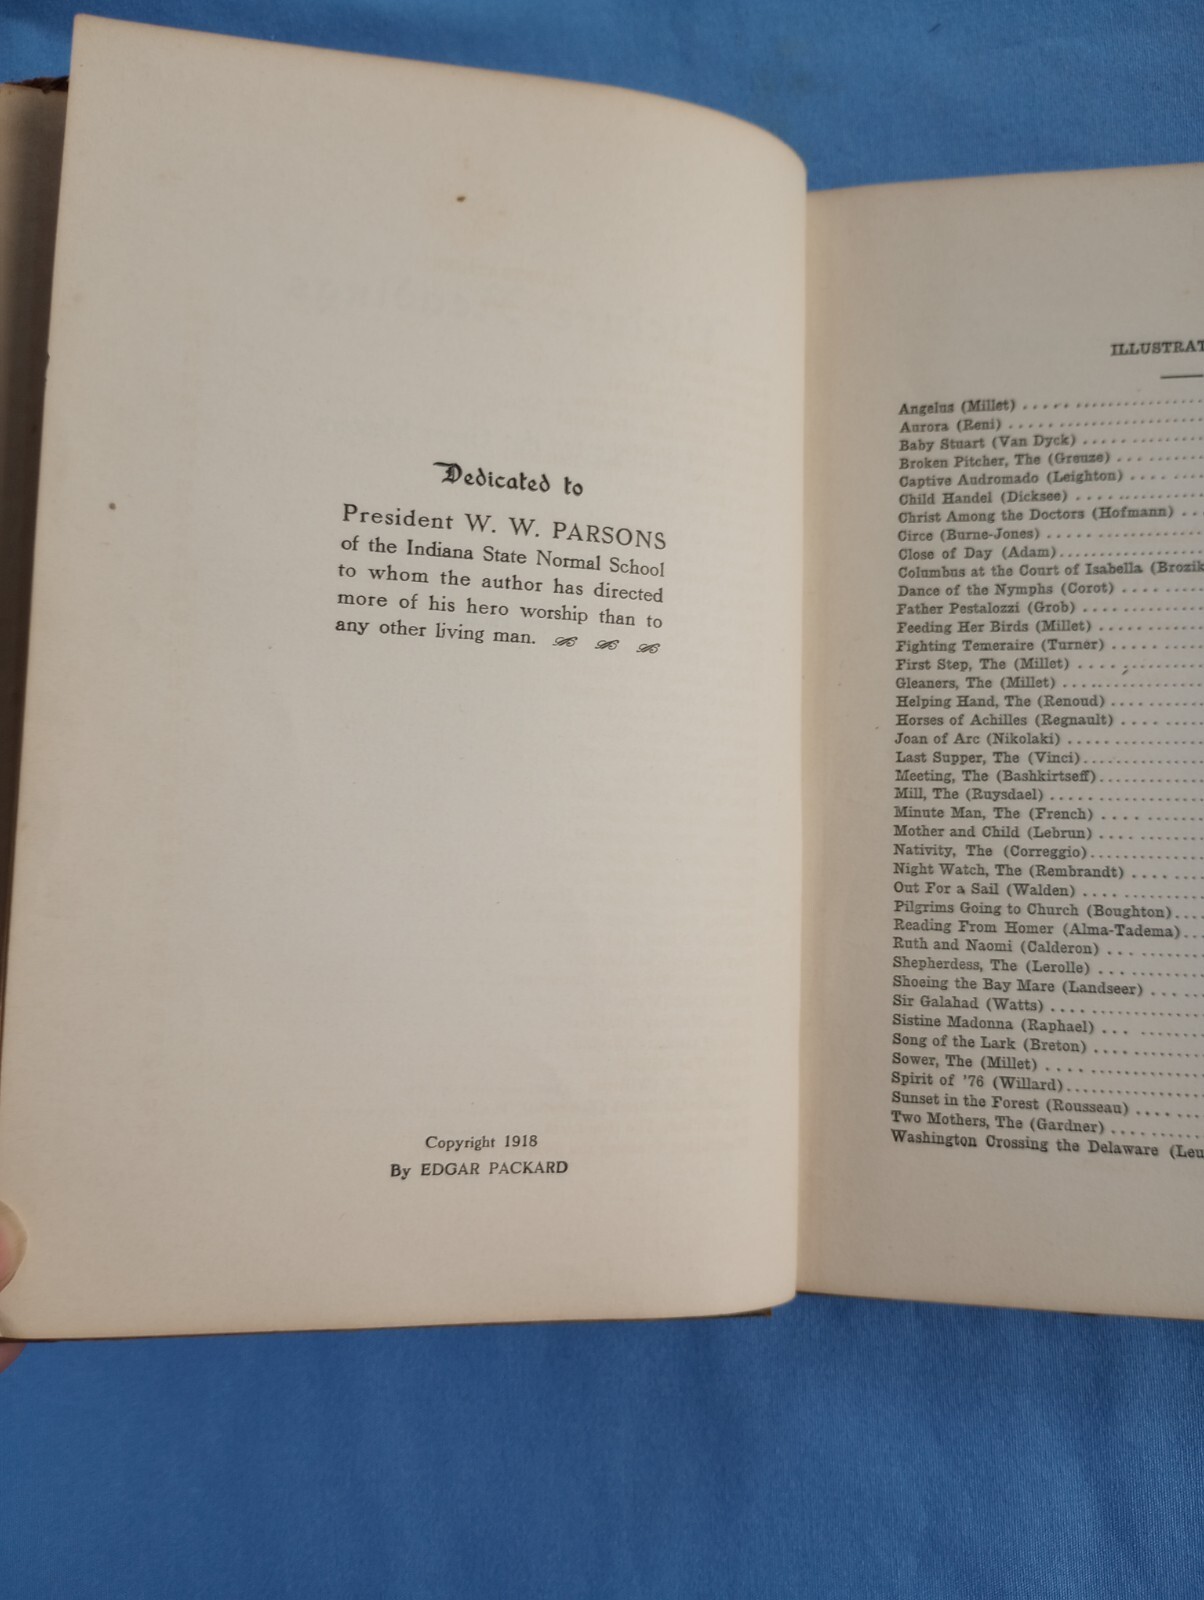 Dedicated to
President W. W. PARSONS
of the Indiana State Normal School
to whom the author has directed
more of his hero worship than to
any other living man.
Copyright 1918
By EDGAR PACKARD
ILLUSTRAT
Angelus (Millet)
Aurora (Reni)
Baby Stuart (Van Dyck)
Broken Pitcher, The (Greuze)
Captive Andromado (Leighton)
Child Handel (Dicksee)
Christ Among the Doctors (Hofmann)
Circe (Burne-Jones)
Close of Day (Adam)
Columbus at the Court of Isabella (Brozik
Dance of the Nymphs (Corot)
Father Pestalozzi (Grob)
Feeding Her Birds (Millet)
Fighting Temeraire (Turner)
First Step, The (Millet)
Gleaners, The (Millet)
Helping Hand, The (Renoud)
Horses of Achilles (Regnault)
Joan of Arc (Nikolaki)
Last Supper, The (Vinci)
Meeting, The (Bashkirtseff)
Mill, The (Ruysdael)
Minute Man, The (French)
Mother and Child (Lebrun)
Nativity, The (Correggio)
Night Watch, The (Rembrandt)
Out For a Sail (Walden)
Pilgrims Going to Church (Boughton)
Reading From Homer (Alma-Tadema)
Ruth and Naomi (Calderon)
Shepherdess, The (Lerolle)
Shoeing the Bay Mare (Landseer)
Sir Galahad (Watts)
Sistine Madonna (Raphael)
Song of the Lark (Breton)
Sower, The (Millet)
Spirit of '76 (Willard)
Sunset in the Forest (Rousseau)
Two Mothers, The (Gardner)
Washington Crossing the Delaware (Leu